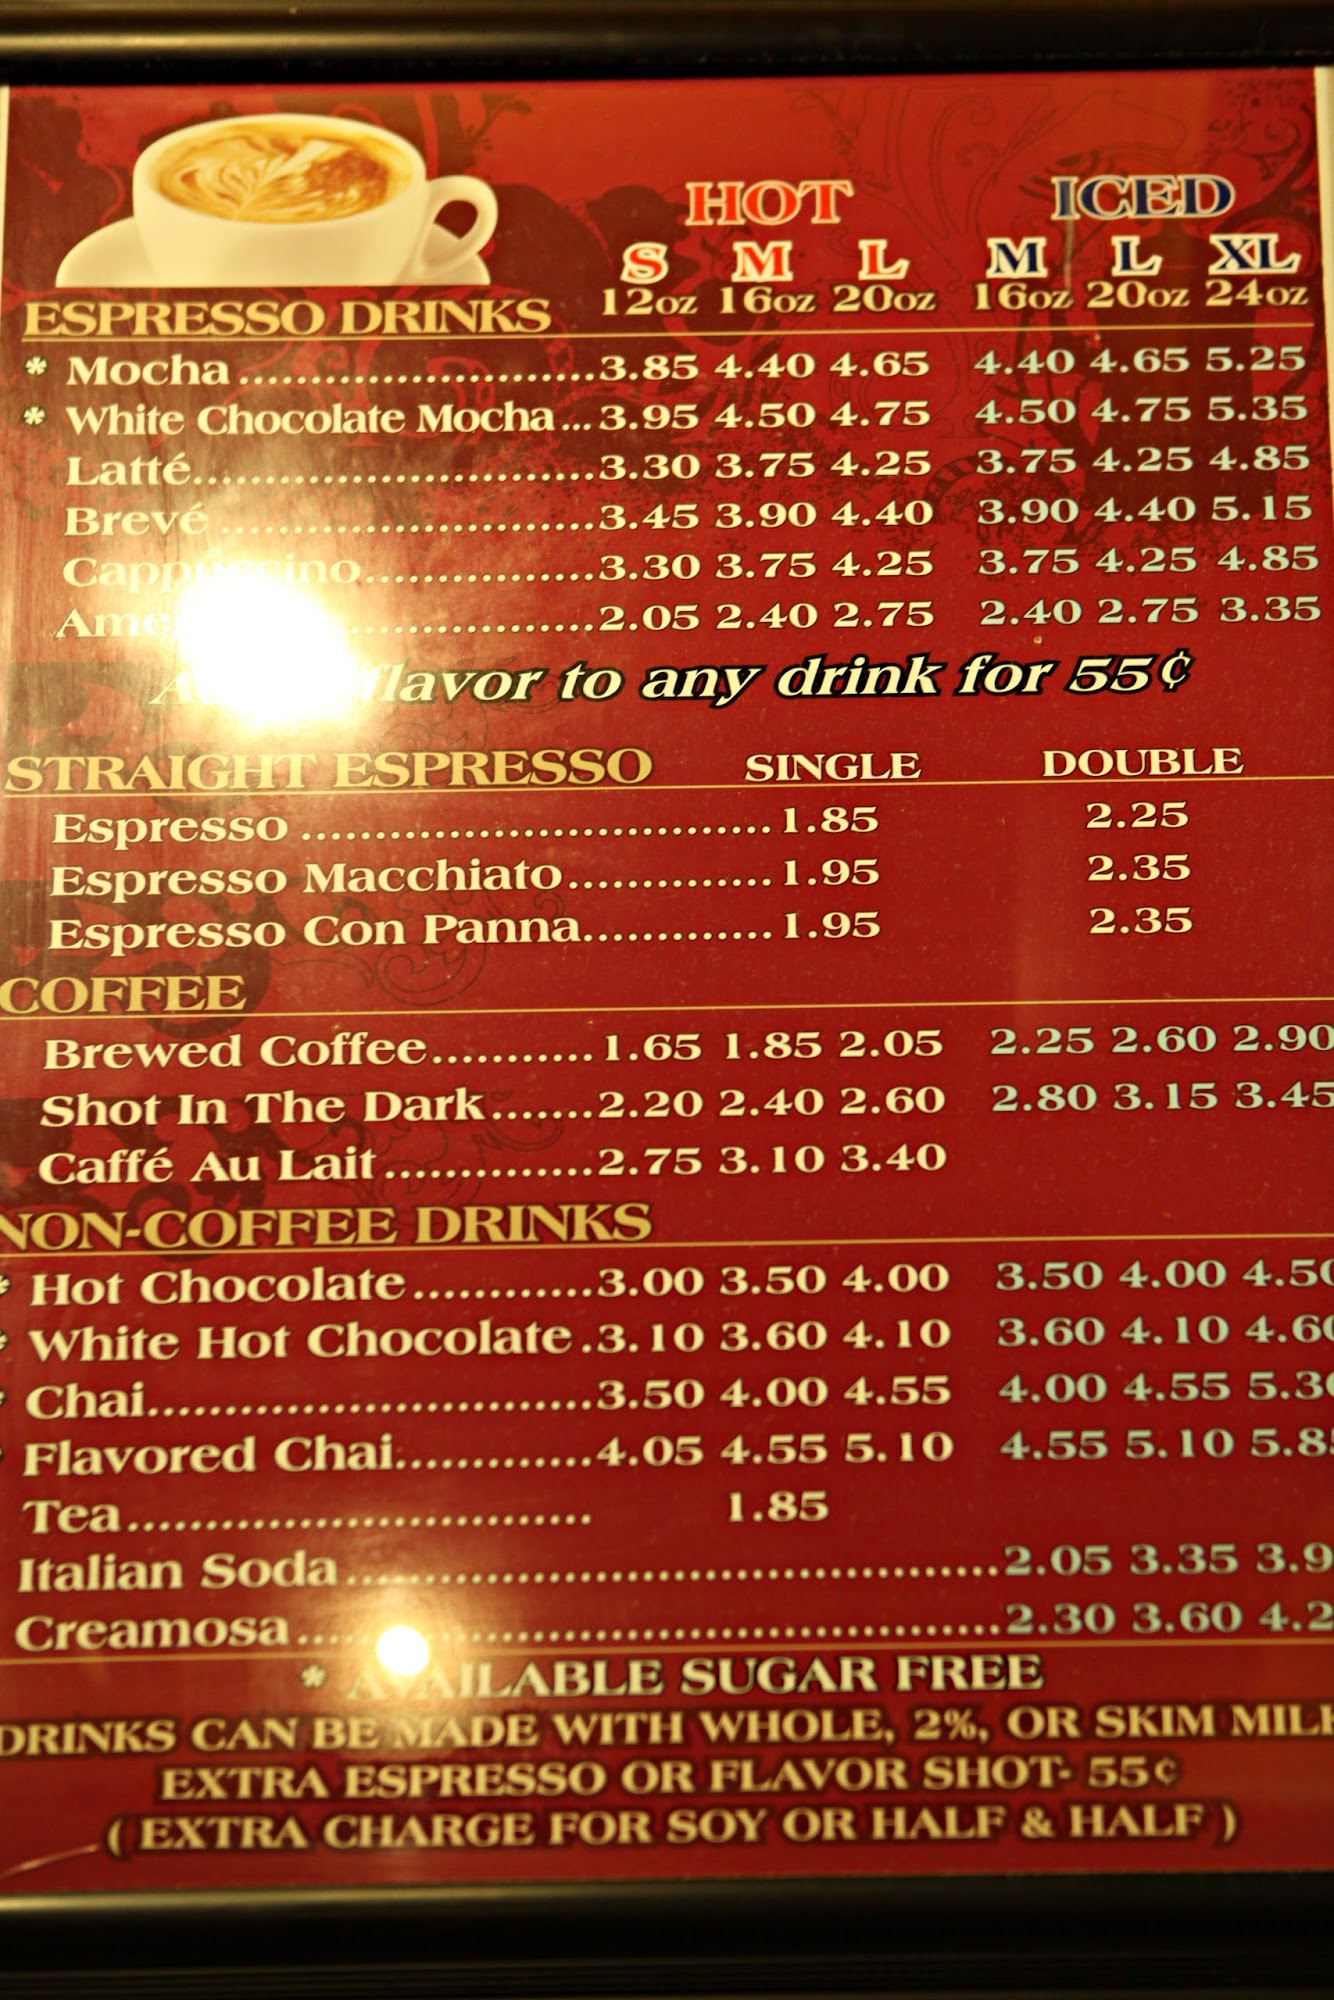 HOT ICED
S M L M L XL
12oz 16oz 20oz 16oz 20oz 24oz
ESPRESSO DRINKS
* Mocha.........................3.85 4.40 4.65 4.40 4.65 5.25
* White Chocolate Mocha...3.95 4.50 4.75 4.50 4.75 5.35
Latté............................3.30 3.75 4.25 3.75 4.25 4.85
Brevé..........................3.45 3.90 4.40 3.90 4.40 5.15
Cappuccino................3.30 3.75 4.25 3.75 4.25 4.85
.................2.05 2.40 2.75 2.40 2.75 3.35
flavor to any drink for 55¢
STRAIGHT ESPRESSO SINGLE DOUBLE
Espresso................................1.85 2.25
Espresso Macchiato..............1.95 2.35
Espresso Con Panna.............1.95 2.35
COFFEE
Brewed Coffee...........1.65 1.85 2.05 2.25 2.60 2.90
Shot In The Dark.......2.20 2.40 2.60 2.80 3.15 3.45
Caffé Au Lait..............2.75 3.10 3.40
NON-COFFEE DRINKS
* Hot Chocolate............3.00 3.50 4.00 3.50 4.00 4.50
* White Hot Chocolate.3.10 3.60 4.10 3.60 4.10 4.60
* Chai.............................3.50 4.00 4.55 4.00 4.55 5.30
* Flavored Chai.............4.05 4.55 5.10 4.55 5.10
Tea............................... 1.85
Italian Soda...........................................2.05 3.35
Creamosa..............................................2.30 3.60
* AVAILABLE SUGAR FREE
DRINKS CAN BE MADE WITH WHOLE, 2%, OR SKIM MILK
EXTRA ESPRESSO OR FLAVOR SHOT- 55¢
( EXTRA CHARGE FOR SOY OR HALF & HALF )